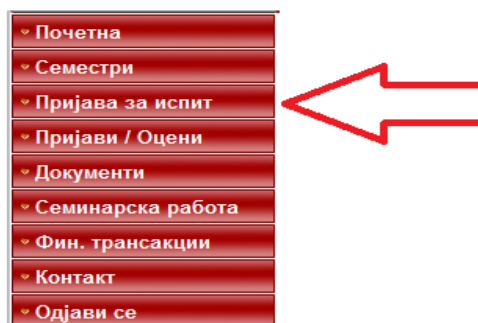 Почетна
Семестри
Пријава за испит
Пријави / Оцени
Документи
Семинарска работа
Фин. трансакции
Контакт
Одјави се